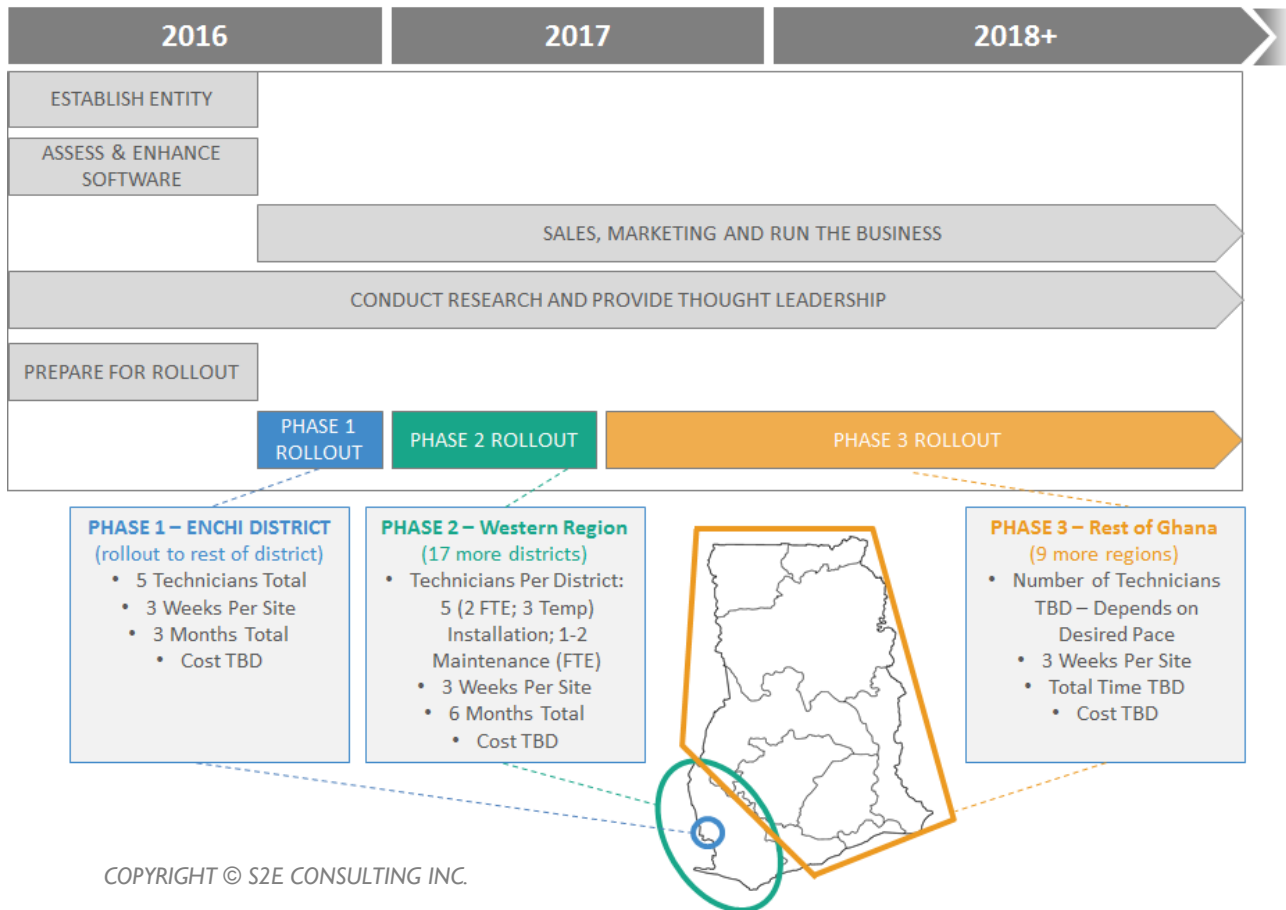 2016
2017
2018+
ESTABLISH ENTITY
ASSESS & ENHANCE
SOFTWARE
SALES, MARKETING AND RUN THE BUSINESS
CONDUCT RESEARCH AND PROVIDE THOUGHT LEADERSHIP
PREPARE FOR ROLLOUT
PHASE 1
ROLLOUT
PHASE 2 ROLLOUT
PHASE 3 ROLLOUT
PHASE 1 – ENCHI DISTRICT
(rollout to rest of district)
• 5 Technicians Total
• 3 Weeks Per Site
• 3 Months Total
• Cost TBD
PHASE 2 – Western Region
(17 more districts)
• Technicians Per District:
5 (2 FTE; 3 Temp)
Installation; 1-2
Maintenance (FTE)
• 3 Weeks Per Site
• 6 Months Total
• Cost TBD
PHASE 3 – Rest of Ghana
(9 more regions)
• Number of Technicians
TBD – Depends on
Desired Pace
• 3 Weeks Per Site
• Total Time TBD
• Cost TBD
COPYRIGHT © S2E CONSULTING INC.